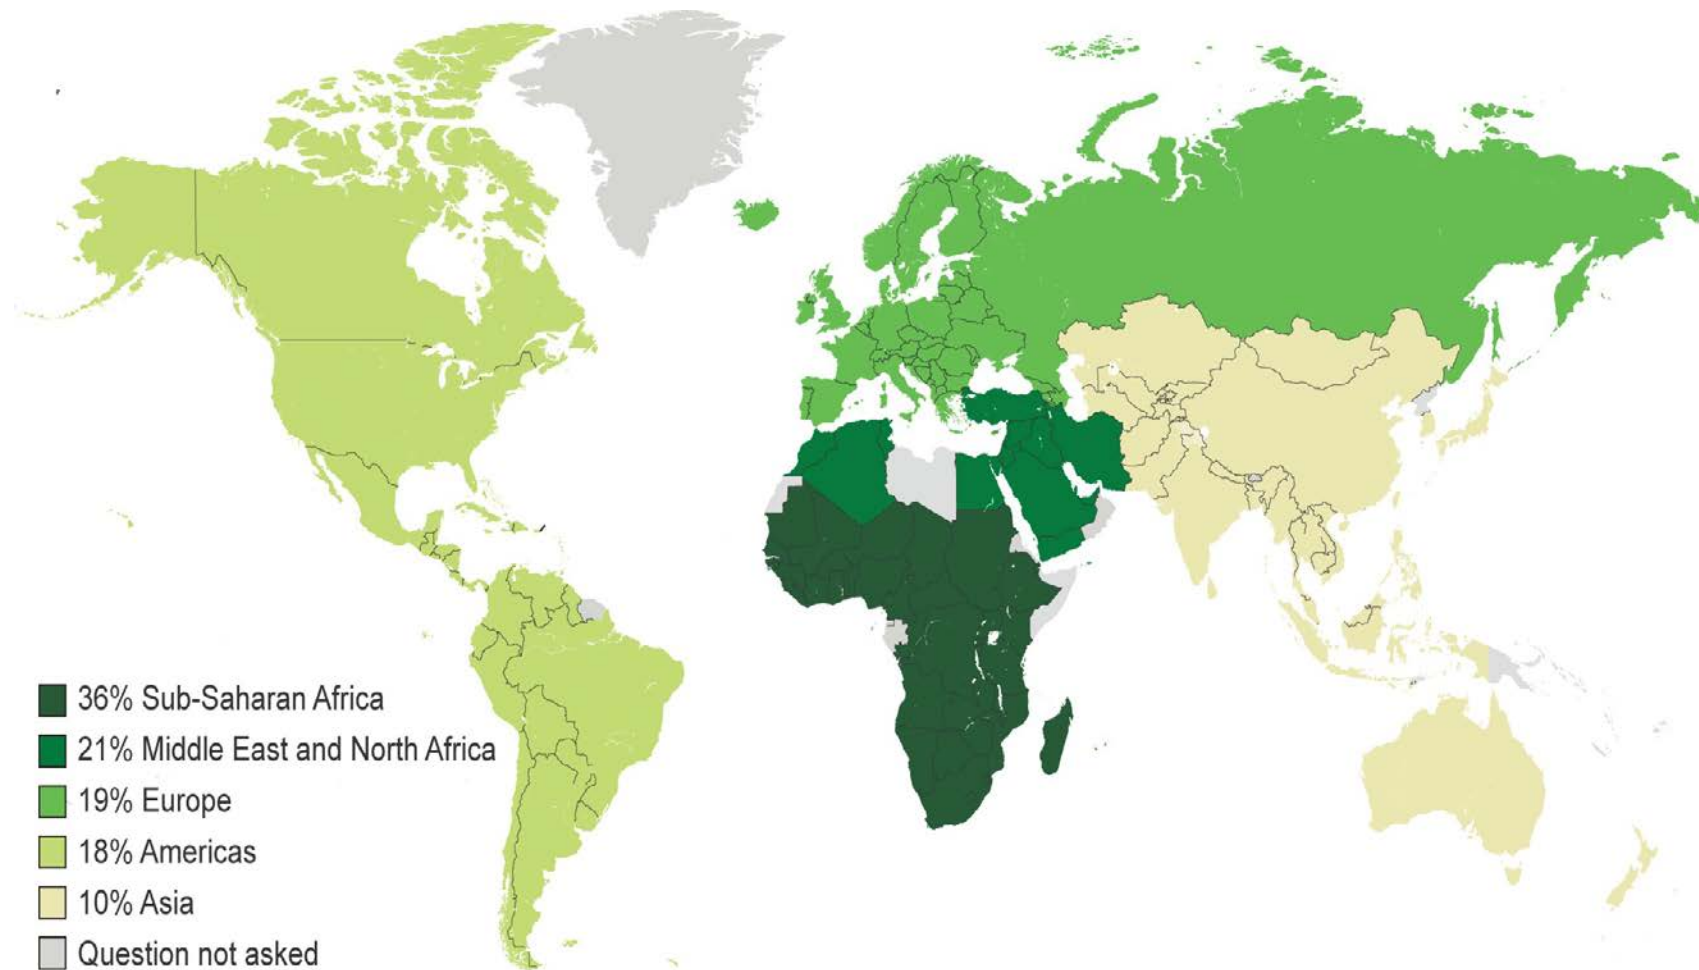 36% Sub-Saharan Africa
21% Middle East and North Africa
19% Europe
18% Americas
10% Asia
Question not asked